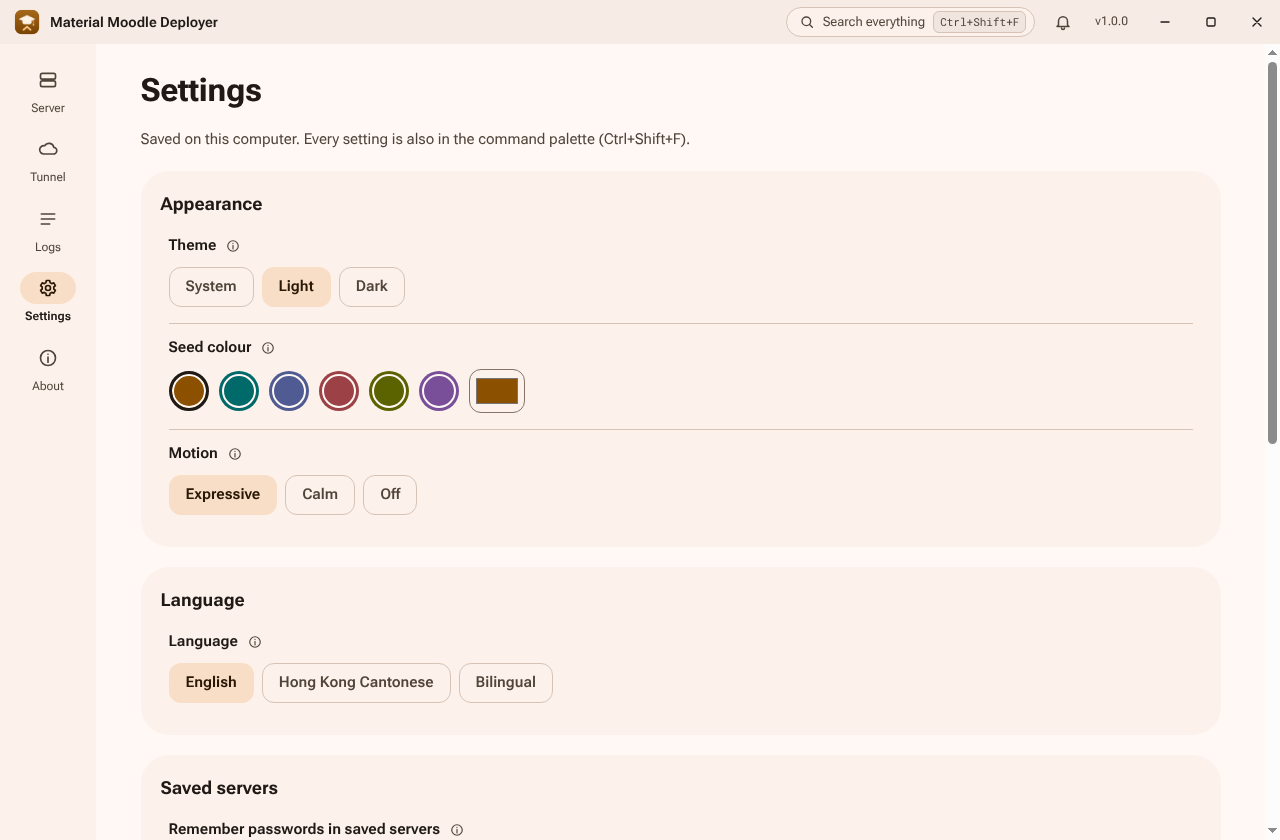 Material Moodle Deployer
Search everything Ctrl+Shift+F
v1.0.0
Server
Tunnel
Logs
Settings
About
Settings
Saved on this computer. Every setting is also in the command palette (Ctrl+Shift+F).
Appearance
Theme
System Light Dark
Seed colour
Motion
Expressive Calm Off
Language
Language
English Hong Kong Cantonese Bilingual
Saved servers
Remember passwords in saved servers